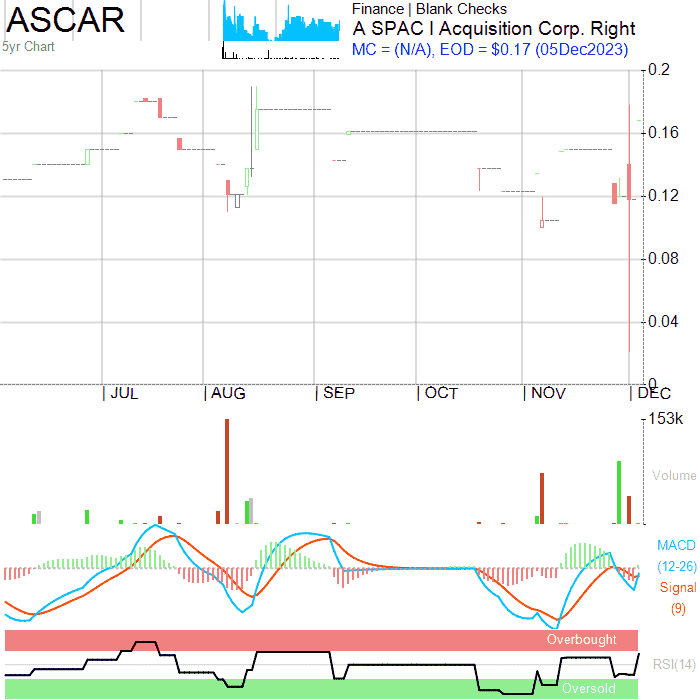 ASCAR
5yr Chart
Finance | Blank Checks
A SPAC I Acquisition Corp. Right
MC = (N/A), EOD = $0.17 (05Dec2023)
0.2
0.16
0.12
0.08
0.04
0
JUL AUG SEP OCT NOV DEC
153k
Volume
MACD
(12-26)
Signal
(9)
Overbought
RSI(14)
Oversold